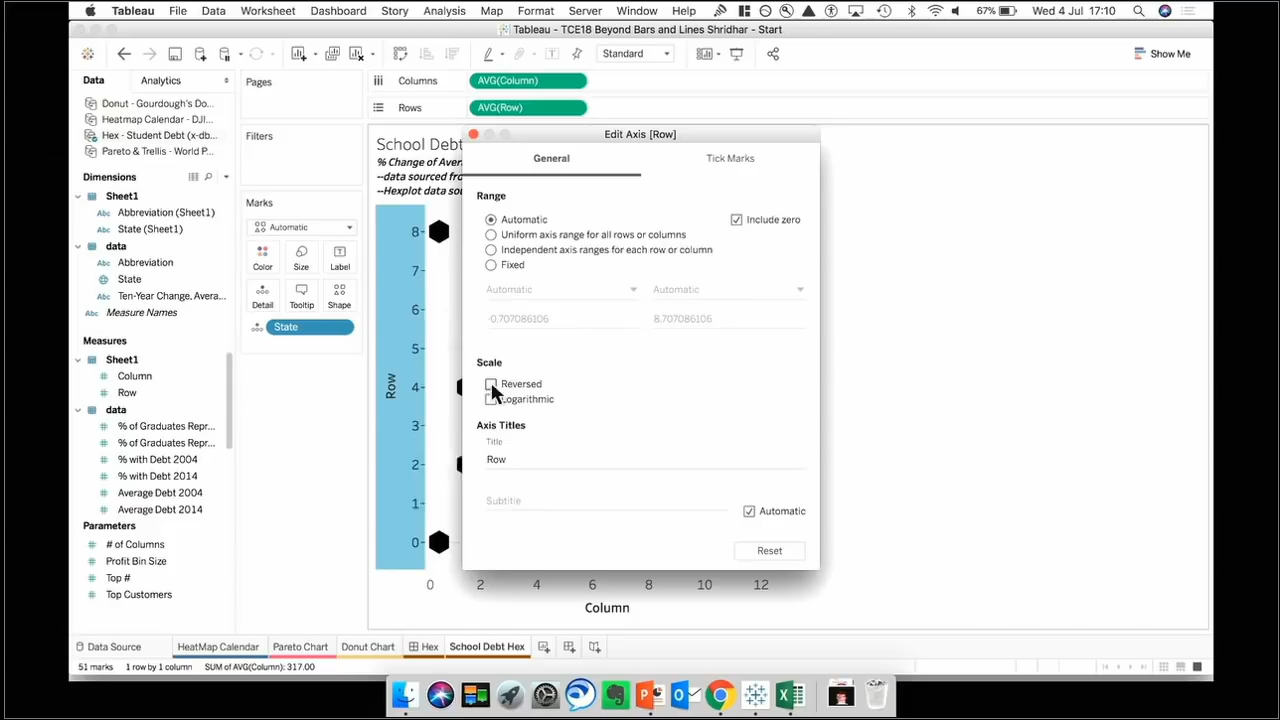 Tableau File Data Worksheet Dashboard Story Analysis Map Format Server Window Help 67% Wed 4 Jul 17:10
Tableau - TCE18 Beyond Bars and Lines Shridhar - Start
Standard Show Me
Data Analytics
Donut - Gourdough's Do...
Heatmap Calendar - DJI...
Hex - Student Debt (x-db...
Pareto & Trellis - World P...
Dimensions
Sheet1
Abbreviation (Sheet1)
State (Sheet1)
data
Abbreviation
State
Ten-Year Change, Avera...
Measure Names
Measures
Sheet1
Column
Row
data
% of Graduates Repr...
% of Graduates Repr...
% with Debt 2004
% with Debt 2014
Average Debt 2004
Average Debt 2014
Parameters
# of Columns
Profit Bin Size
Top #
Top Customers
Pages
Filters
Marks
Automatic
Color Size Label
Detail Tooltip Shape
State
Columns AVG(Column)
Rows AVG(Row)
School Debt
% Change of Aver
--data sourced fro
--Hexplot data sou
8
7
6
5
4
3
2
1
0
Row
0 2 4 6 8 10 12
Column
Edit Axis [Row]
General Tick Marks
Range
Automatic Include zero
Uniform axis range for all rows or columns
Independent axis ranges for each row or column
Fixed
Automatic Automatic
-0.707086106 8.707086106
Scale
Reversed
Logarithmic
Axis Titles
Title
Row
Subtitle
Automatic
Reset
Data Source HeatMap Calendar Pareto Chart Donut Chart Hex School Debt Hex
51 marks 1 row by 1 column SUM of AVG(Column): 317.00